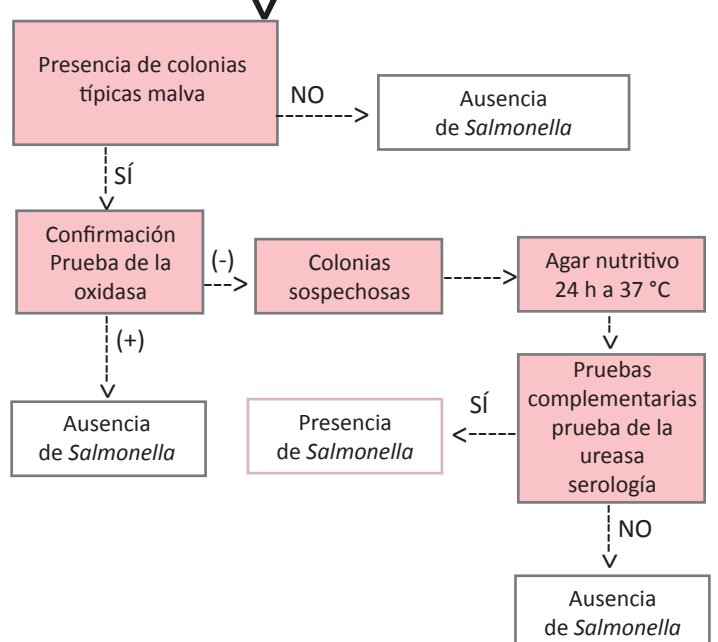 Presencia de colonias
típicas malva
NO
Ausencia
de Salmonella
SÍ
Confirmación
Prueba de la
oxidasa
(-)
Colonias
sospechosas
Agar nutritivo
24 h a 37 °C
(+)
Ausencia
de Salmonella
Presencia
de Salmonella
SÍ
Pruebas
complementarias
prueba de la
ureasa
serología
NO
Ausencia
de Salmonella